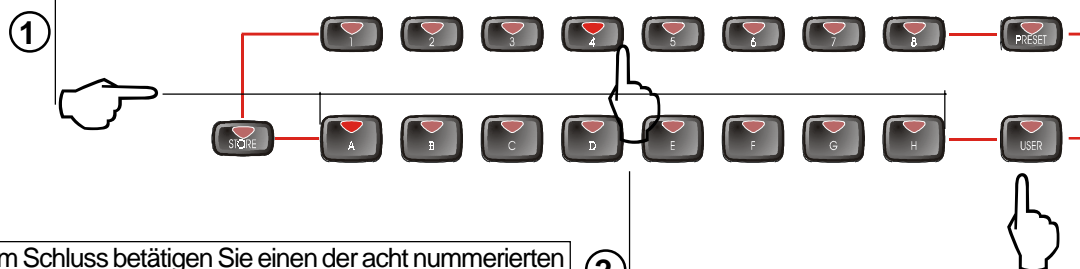 1
1 2 3 4 5 6 7 8 PRESET
STORE A B C D E F G H USER
m Schluss betätigen Sie einen der acht nummerierten
2